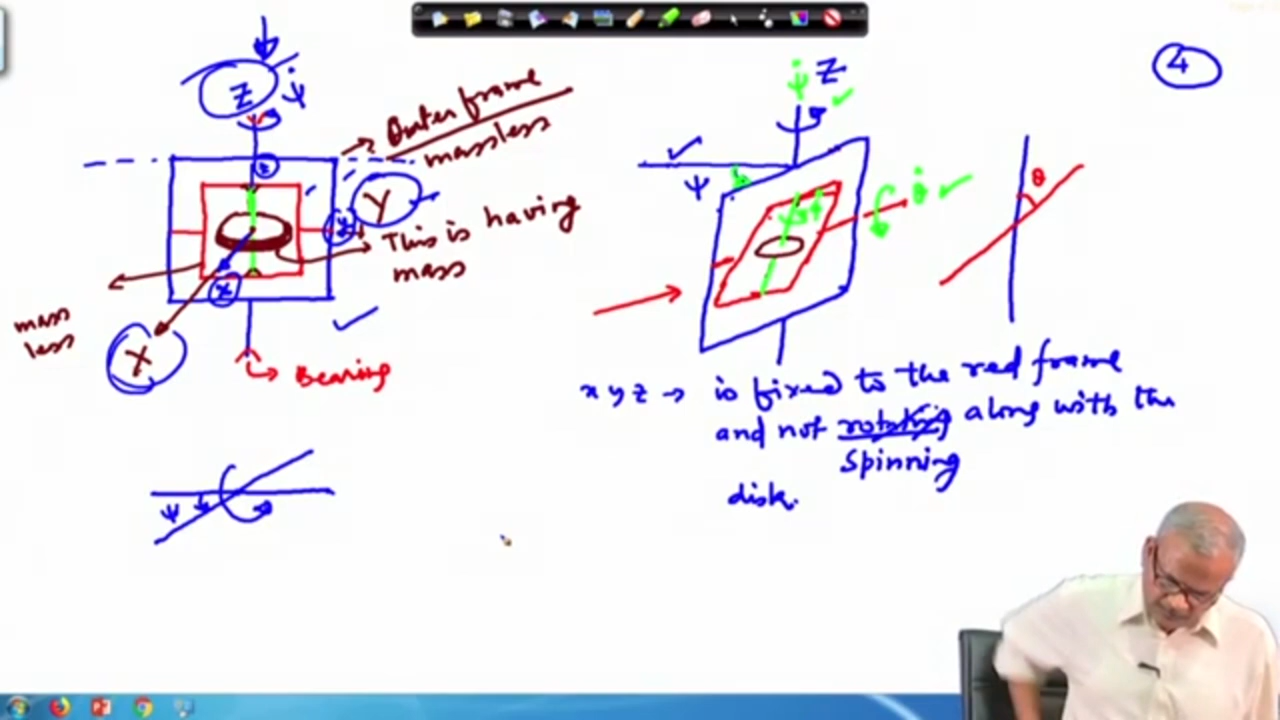 4
Z ψ̇
Outer frame
massless
z
Y
y
This is having
mass
x
X
mass
less
Bearing
ψ
ψ̇ Z
ψ
θ̇
θ
x y z → is fixed to the red frame
and not rotating along with the
spinning
disk.